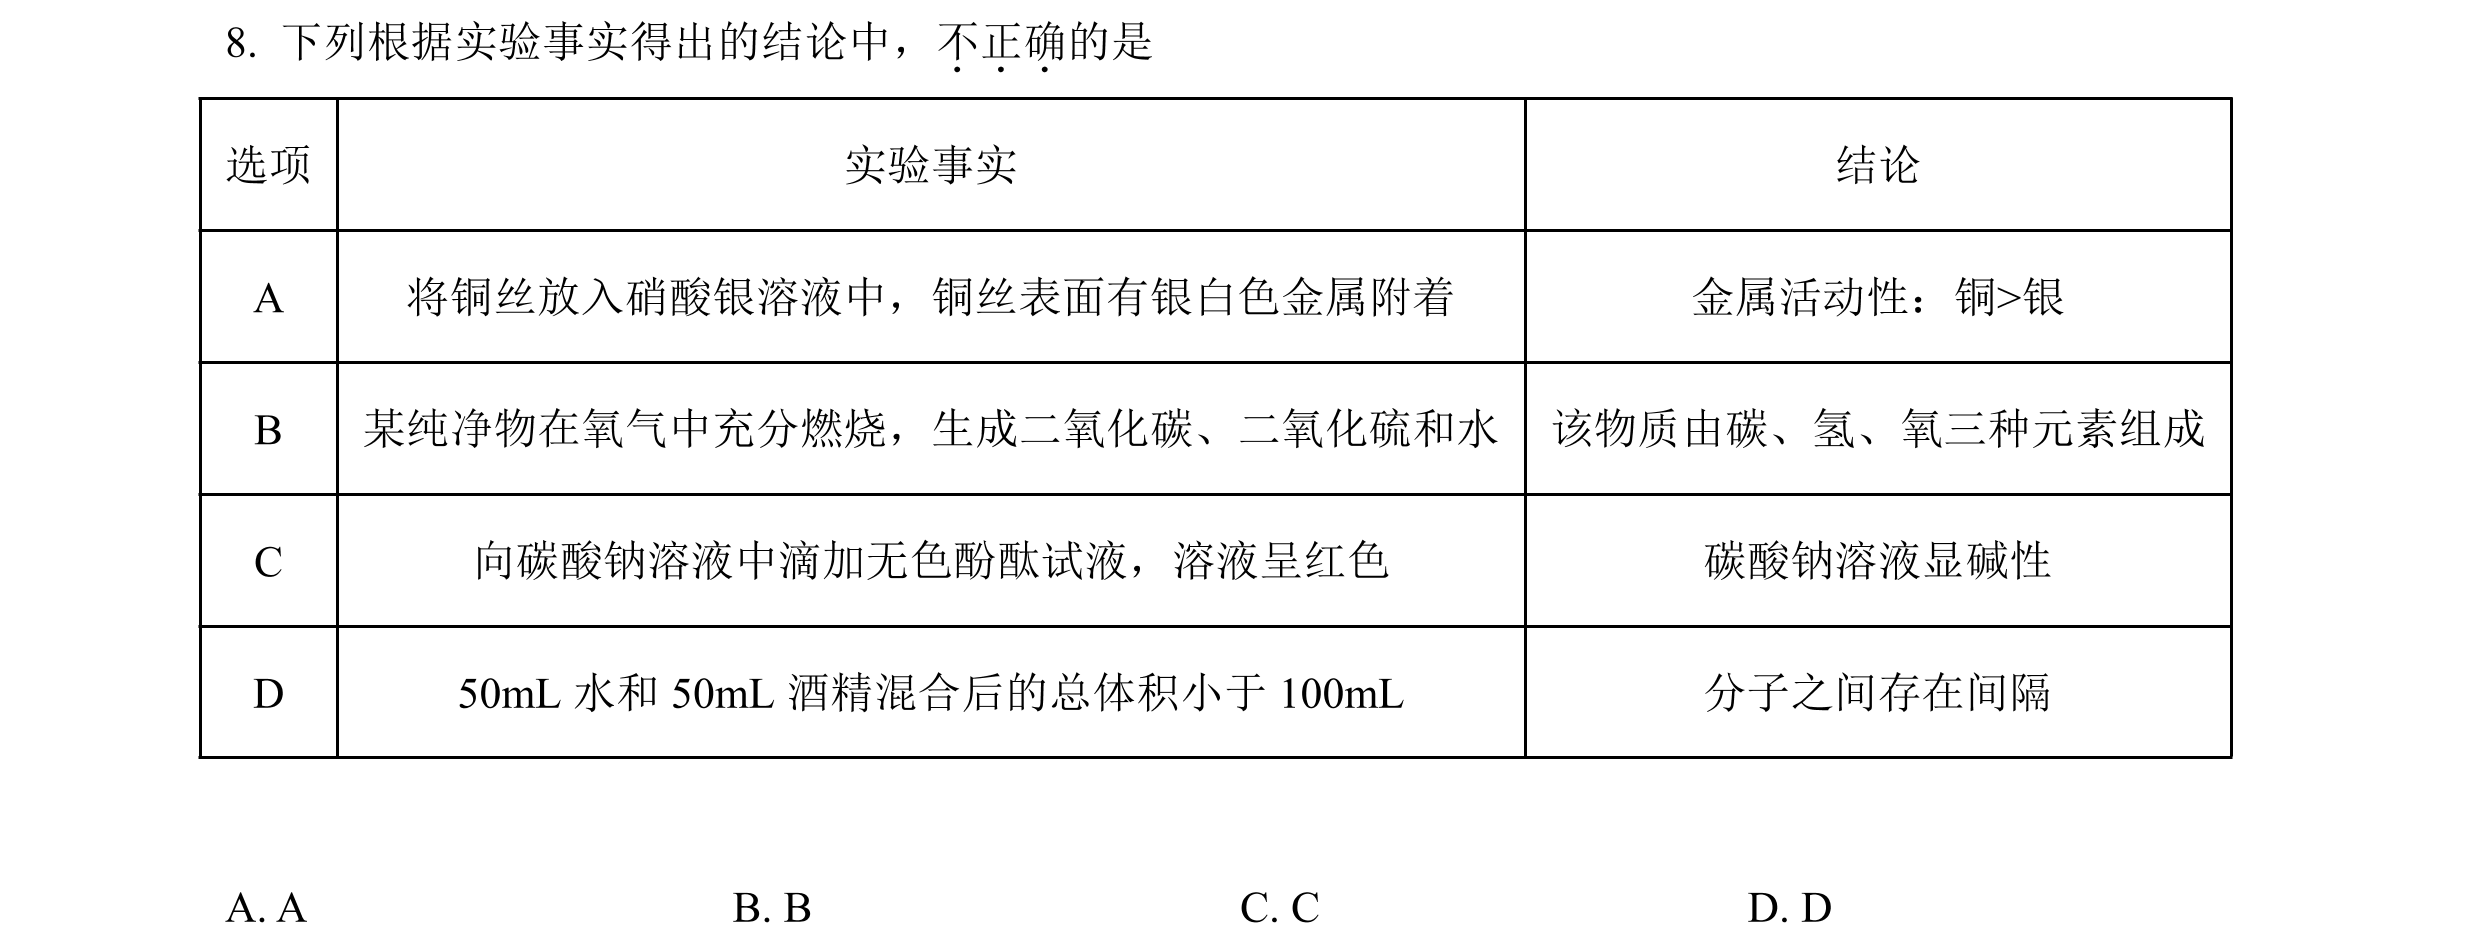 8. 下列根据实验事实得出的结论中，不正确的是
选项 实验事实 结论
A 将铜丝放入硝酸银溶液中，铜丝表面有银白色金属附着 金属活动性：铜>银
B 某纯净物在氧气中充分燃烧，生成二氧化碳、二氧化硫和水 该物质由碳、氢、氧三种元素组成
C 向碳酸钠溶液中滴加无色酚酞试液，溶液呈红色 碳酸钠溶液显碱性
D 50mL 水和 50mL 酒精混合后的总体积小于 100mL 分子之间存在间隔
A. A B. B C. C D. D